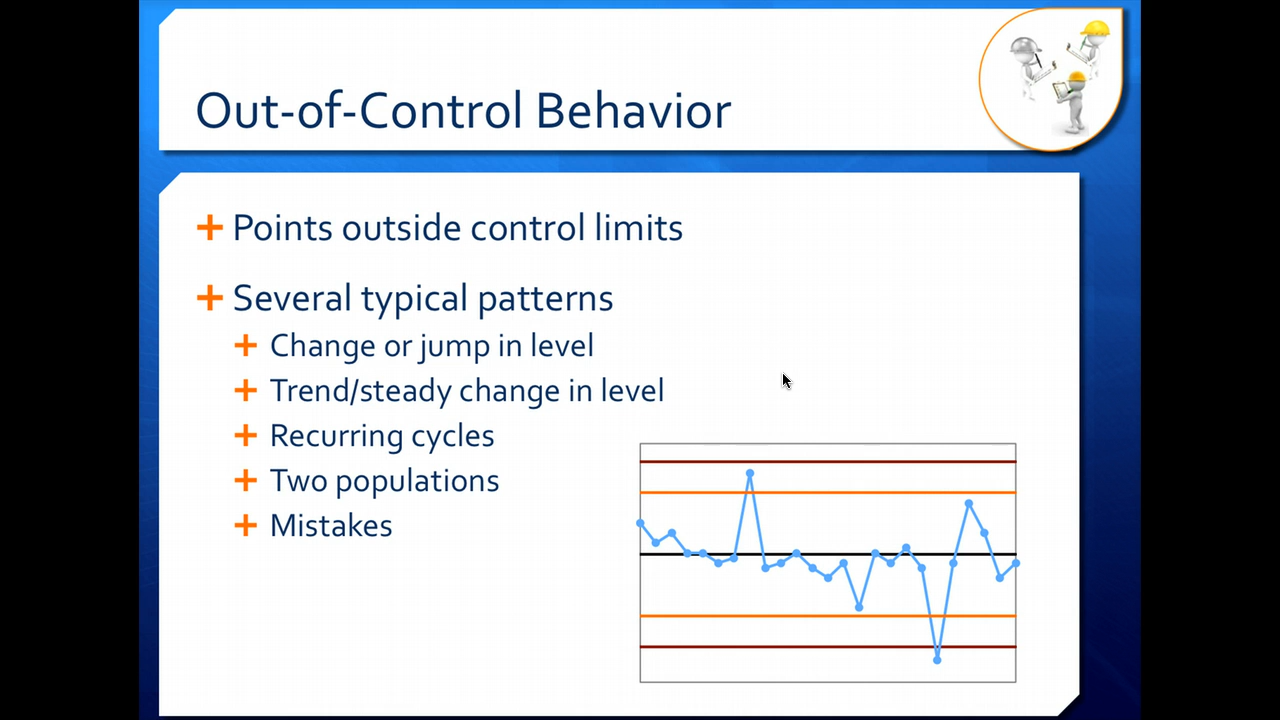 Out-of-Control Behavior
Points outside control limits
Several typical patterns
Change or jump in level
Trend/steady change in level
Recurring cycles
Two populations
Mistakes